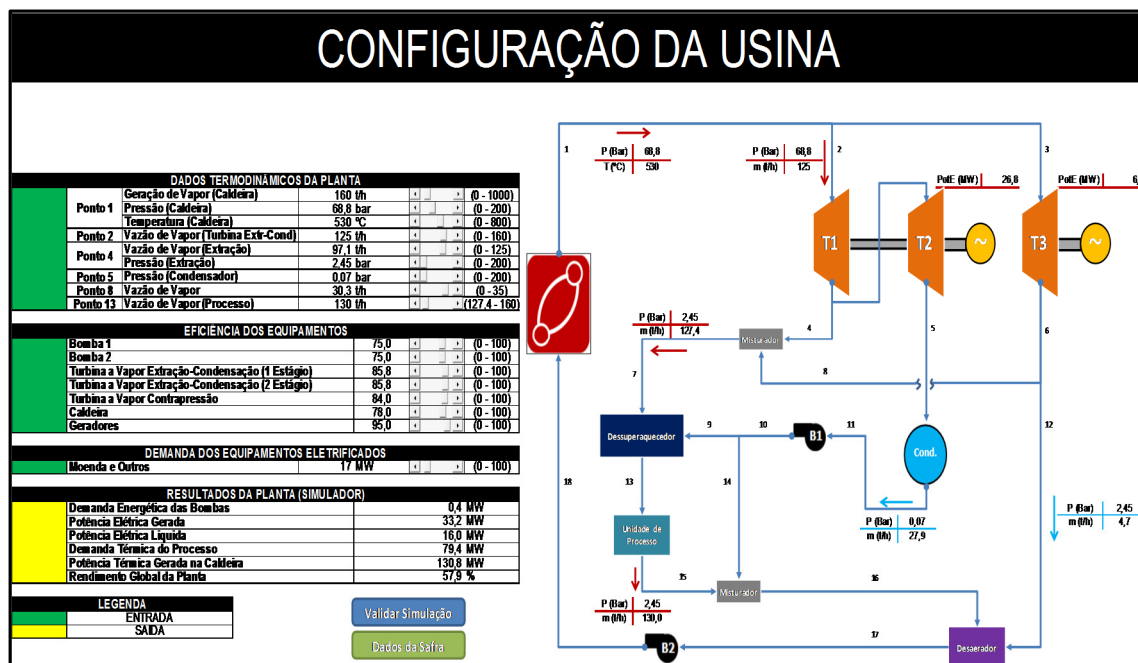 CONFIGURAÇÃO DA USINA
DADOS TERMODINÂMICOS DA PLANTA
Ponto 1
Geração de Vapor (Caldeira) 160 t/h (0 - 1000)
Pressão (Caldeira) 68,8 bar (0 - 200)
Temperatura (Caldeira) 530 ºC (0 - 800)
Ponto 2 Vazão de Vapor (Turbina Extr-Cond) 125 t/h (0 - 160)
Ponto 4
Vazão de Vapor (Extração) 97,1 t/h (0 - 125)
Pressão (Extração) 2,45 bar (0 - 200)
Ponto 5 Pressão (Condensador) 0,07 bar (0 - 200)
Ponto 8 Vazão de Vapor 30,3 t/h (0 - 35)
Ponto 13 Vazão de Vapor (Processo) 130 t/h (127,4 - 160)
EFICIÊNCIA DOS EQUIPAMENTOS
Bomba 1 75,0 (0 - 100)
Bomba 2 75,0 (0 - 100)
Turbina a Vapor Extração-Condensação (1 Estágio) 85,8 (0 - 100)
Turbina a Vapor Extração-Condensação (2 Estágio) 85,8 (0 - 100)
Turbina a Vapor Contrapressão 84,0 (0 - 100)
Caldeira 78,0 (0 - 100)
Geradores 95,0 (0 - 100)
DEMANDA DOS EQUIPAMENTOS ELETRIFICADOS
Moenda e Outros 17 MW (0 - 100)
RESULTADOS DA PLANTA (SIMULADOR)
Demanda Energética das Bombas 0,4 MW
Potência Elétrica Gerada 33,2 MW
Potência Elétrica Líquida 16,0 MW
Demanda Térmica do Processo 79,4 MW
Potência Térmica Gerada na Caldeira 130,8 MW
Rendimento Global da Planta 57,9 %
LEGENDA
ENTRADA
SAÍDA
Validar Simulação
Dados da Safra
1
P (Bar) 68,8
T (ºC) 530
P (Bar) 68,8
m (t/h) 125
2
3
PotE (MW) 26,8
PotE (MW) 6,
T1
T2
~
T3
~
P (Bar) 2,45
m (t/h) 127,4
4
5
6
Misturador
7
8
Dessuperaquecedor
9
10
B1
11
Cond.
12
18
13
14
P (Bar) 0,07
m (t/h) 27,9
P (Bar) 2,45
m (t/h) 4,7
Unidade de
Processo
15
16
Misturador
P (Bar) 2,45
m (t/h) 130,0
B2
17
Desaerador